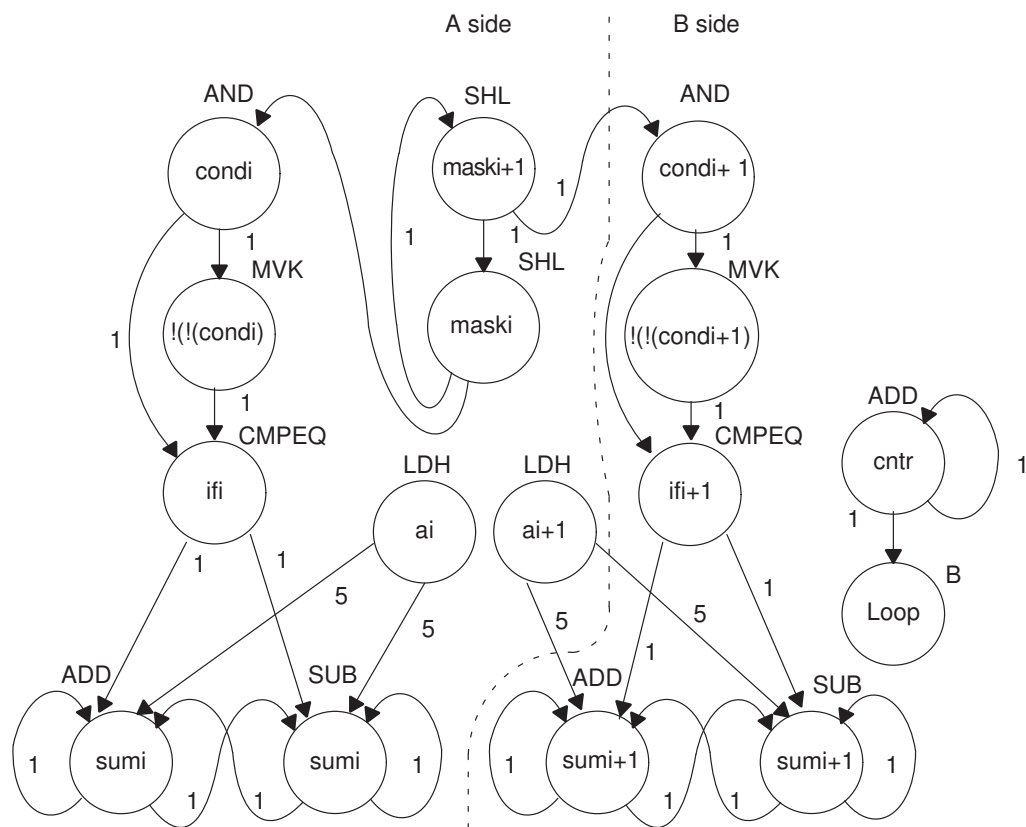 A side
B side
AND
SHL
AND
condi
maski+1
condi+ 1
1
1
1
1
1
MVK
SHL
MVK
!(!(condi)
maski
!(!(condi+1)
1
1
1
CMPEQ
CMPEQ
ADD
LDH
LDH
cntr
1
ifi
ai
ai+1
ifi+1
1
1
1
5
5
5
5
1
1
B
Loop
ADD
SUB
ADD
SUB
sumi
sumi
sumi+1
sumi+1
1
1
1
1
1
1
1
1